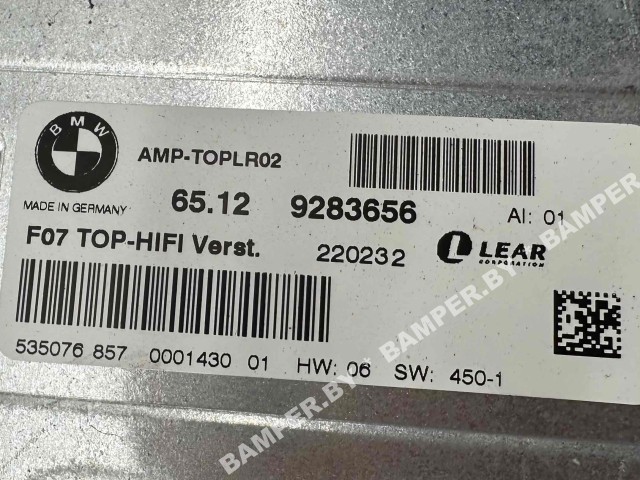 BMW
AMP-TOPLR02
MADE IN GERMANY
65.12 9283656 AI: 01
F07 TOP-HIFI Verst. 220232 LEAR
CORPORATION
535076 857 0001430 01 HW: 06 SW: 450-1
BAMPER.BY * BAMPER.BY * BAMPER.BY